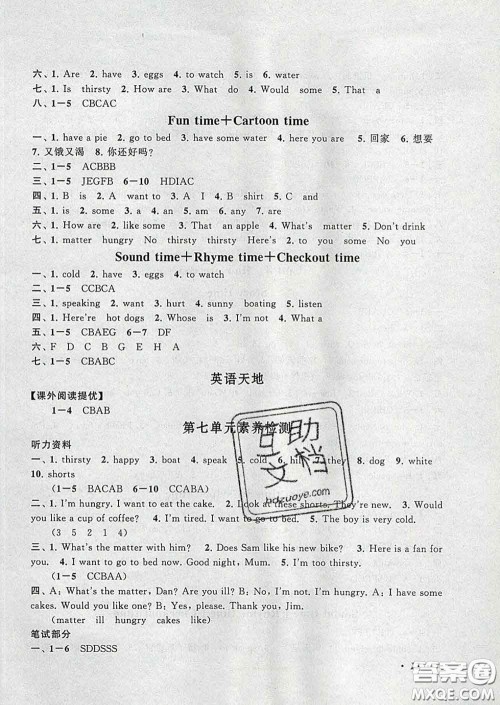 六、1. Are 2. have 3. eggs 4. to watch 5. is 6. water
七、1. Is thirsty 2. How are 3. What do 4. Would some 5. That a
八、1－5 CBCAC
Fun time＋Cartoon time
一、1. have a pie 2. go to bed 3. have some water 4. here you are 5. 回家 6. 想要
7. 又饿又渴 8. 你还好吗?
二、1－5 ACBBB
三、1－5 JEGFB 6－10 HDIAC
四、1. B is 2. A want to 3. A I 4. B shirt 5. C and
五、1. is 2. some 3. a 4. am 5. any 6. are
六、1. How are 2. like some 3. That an apple 4. What's matter 5. Don't drink
七、matter hungry No thirsty thirsty Here's 2. to you some No you
Sound time＋Rhyme time＋Checkout time
一、1. cold 2. have 3. eggs 4. to watch
二、1－5 CCBCA
三、1. speaking 2. want 3. hurt 4. sunny boating 5. listen
四、1. Here're hot dogs 2. Whose is 3. I'm not 4. What a
五、1－5 CBAEG 6－7 DF
六、F D C B G E H A
七、1－5 CBABC
英语天地
【课外阅读提优】
1－4 CBAB
第七单元素养检测
听力资料
一、1. thirsty 2. happy 3. boat 4. speak 5. cold 6. 7. they 8. dog 9. white
10. shorts
(1－5 BACAB 6－10 CCABA)
二、1. I'm hungry. I want to eat a cake. 2. Look at these shorts. They're new. 3. Would
you like a cup of coffee? 4. I'm tired. I want to go to bed. 5. The boy is very cold.
(3 5 2 1 4)
三、1. What's the matter with him? 2. Does Sam like his new bike? 3. Here is a fan for
you. 4. I want to go to bed now. Good night, Mum. 5. I'm too thirsty.
(1－5 CCBAA)
四、A: What's the matter, Dan? Are you ill? B: No, I'm not. I'm hungry. A: I have
some cakes. Would you like one? B: Yes, please. Thank you, Jim.
(matter ill hungry cakes like)
笔试部分
一、1－6 SDDSSS
互助
文档
bdzuoye.com
答案圈
MXQE.COM